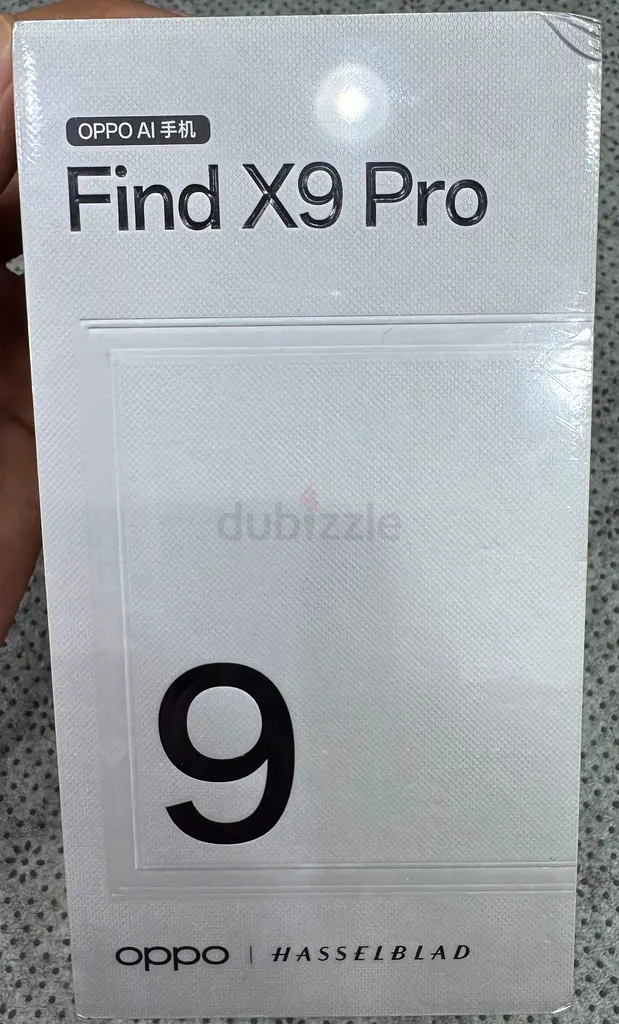 OPPO AI 手机
Find X9 Pro
dubizzle
9
oppo | HASSELBLAD